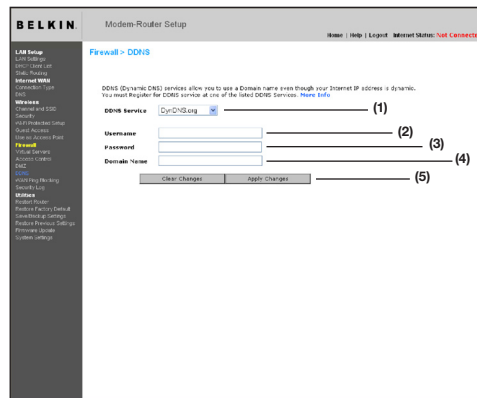 BELKIN.
Modem-Router Setup
Home | Help | Logout Internet Status: Not Connected
LAN Setup
LAN Settings
DHCP Client List
Static Routing
Internet WAN
Connection Type
DNS
Wireless
Channel and SSID
Security
Wi-Fi Protected Setup
Guest Access
Use as Access Point
Firewall
Virtual Servers
Access Control
DMZ
DDNS
WAN Ping Blocking
Security Log
Utilities
Restart Router
Restore Factory Default
Save/Backup Settings
Restore Previous Settings
Firmware Update
System Settings
Firewall > DDNS
DDNS (Dynamic DNS) services allow you to use a Domain name even though your Internet IP address is dynamic.
You must Register for DDNS service at one of the listed DDNS Services. More Info
DDNS Service DynDNS.org (1)
Username (2)
Password (3)
Domain Name (4)
Clear Changes Apply Changes (5)